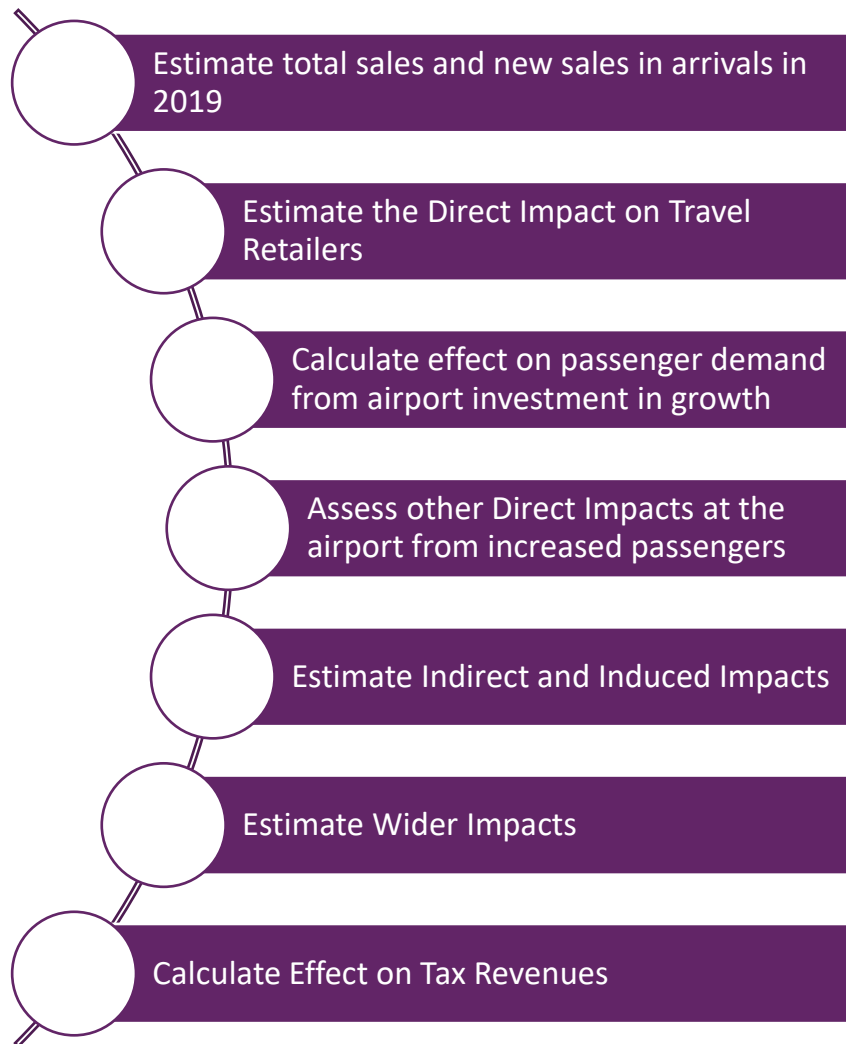 Estimate total sales and new sales in arrivals in
2019
Estimate the Direct Impact on Travel
Retailers
Calculate effect on passenger demand
from airport investment in growth
Assess other Direct Impacts at the
airport from increased passengers
Estimate Indirect and Induced Impacts
Estimate Wider Impacts
Calculate Effect on Tax Revenues